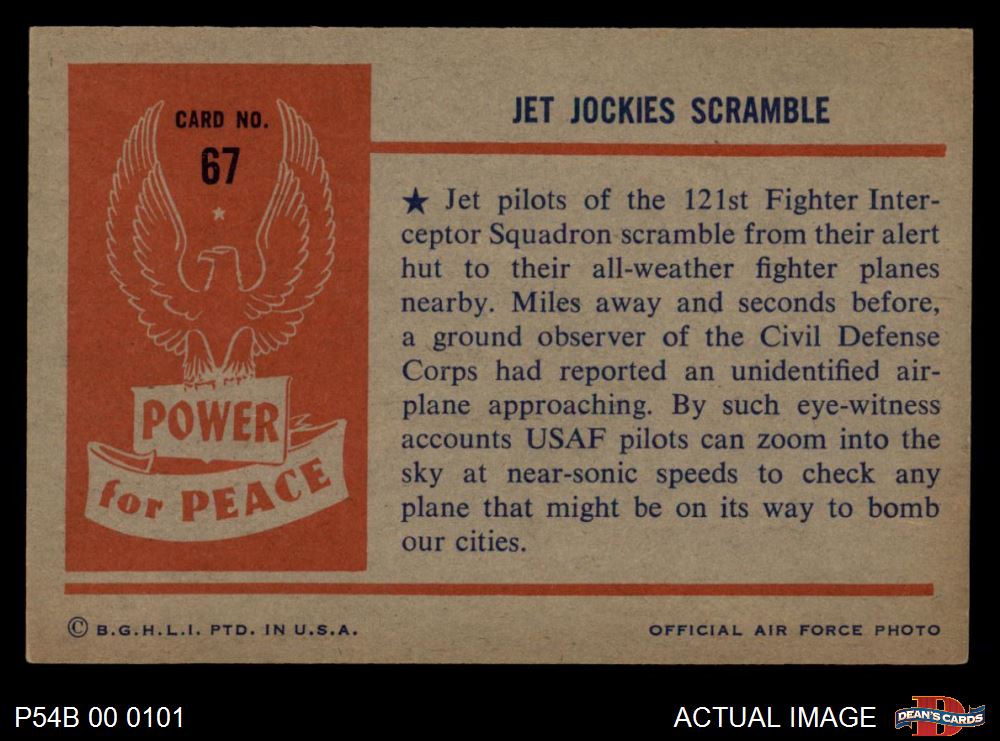 CARD NO.
67
POWER
for PEACE
JET JOCKIES SCRAMBLE
★ Jet pilots of the 121st Fighter Inter-
ceptor Squadron scramble from their alert
hut to their all-weather fighter planes
nearby. Miles away and seconds before,
a ground observer of the Civil Defense
Corps had reported an unidentified air-
plane approaching. By such eye-witness
accounts USAF pilots can zoom into the
sky at near-sonic speeds to check any
plane that might be on its way to bomb
our cities.
© B.G.H.L.I. PTD. IN U.S.A.
OFFICIAL AIR FORCE PHOTO
P54B 00 0101
ACTUAL IMAGE
DEAN'S CARDS